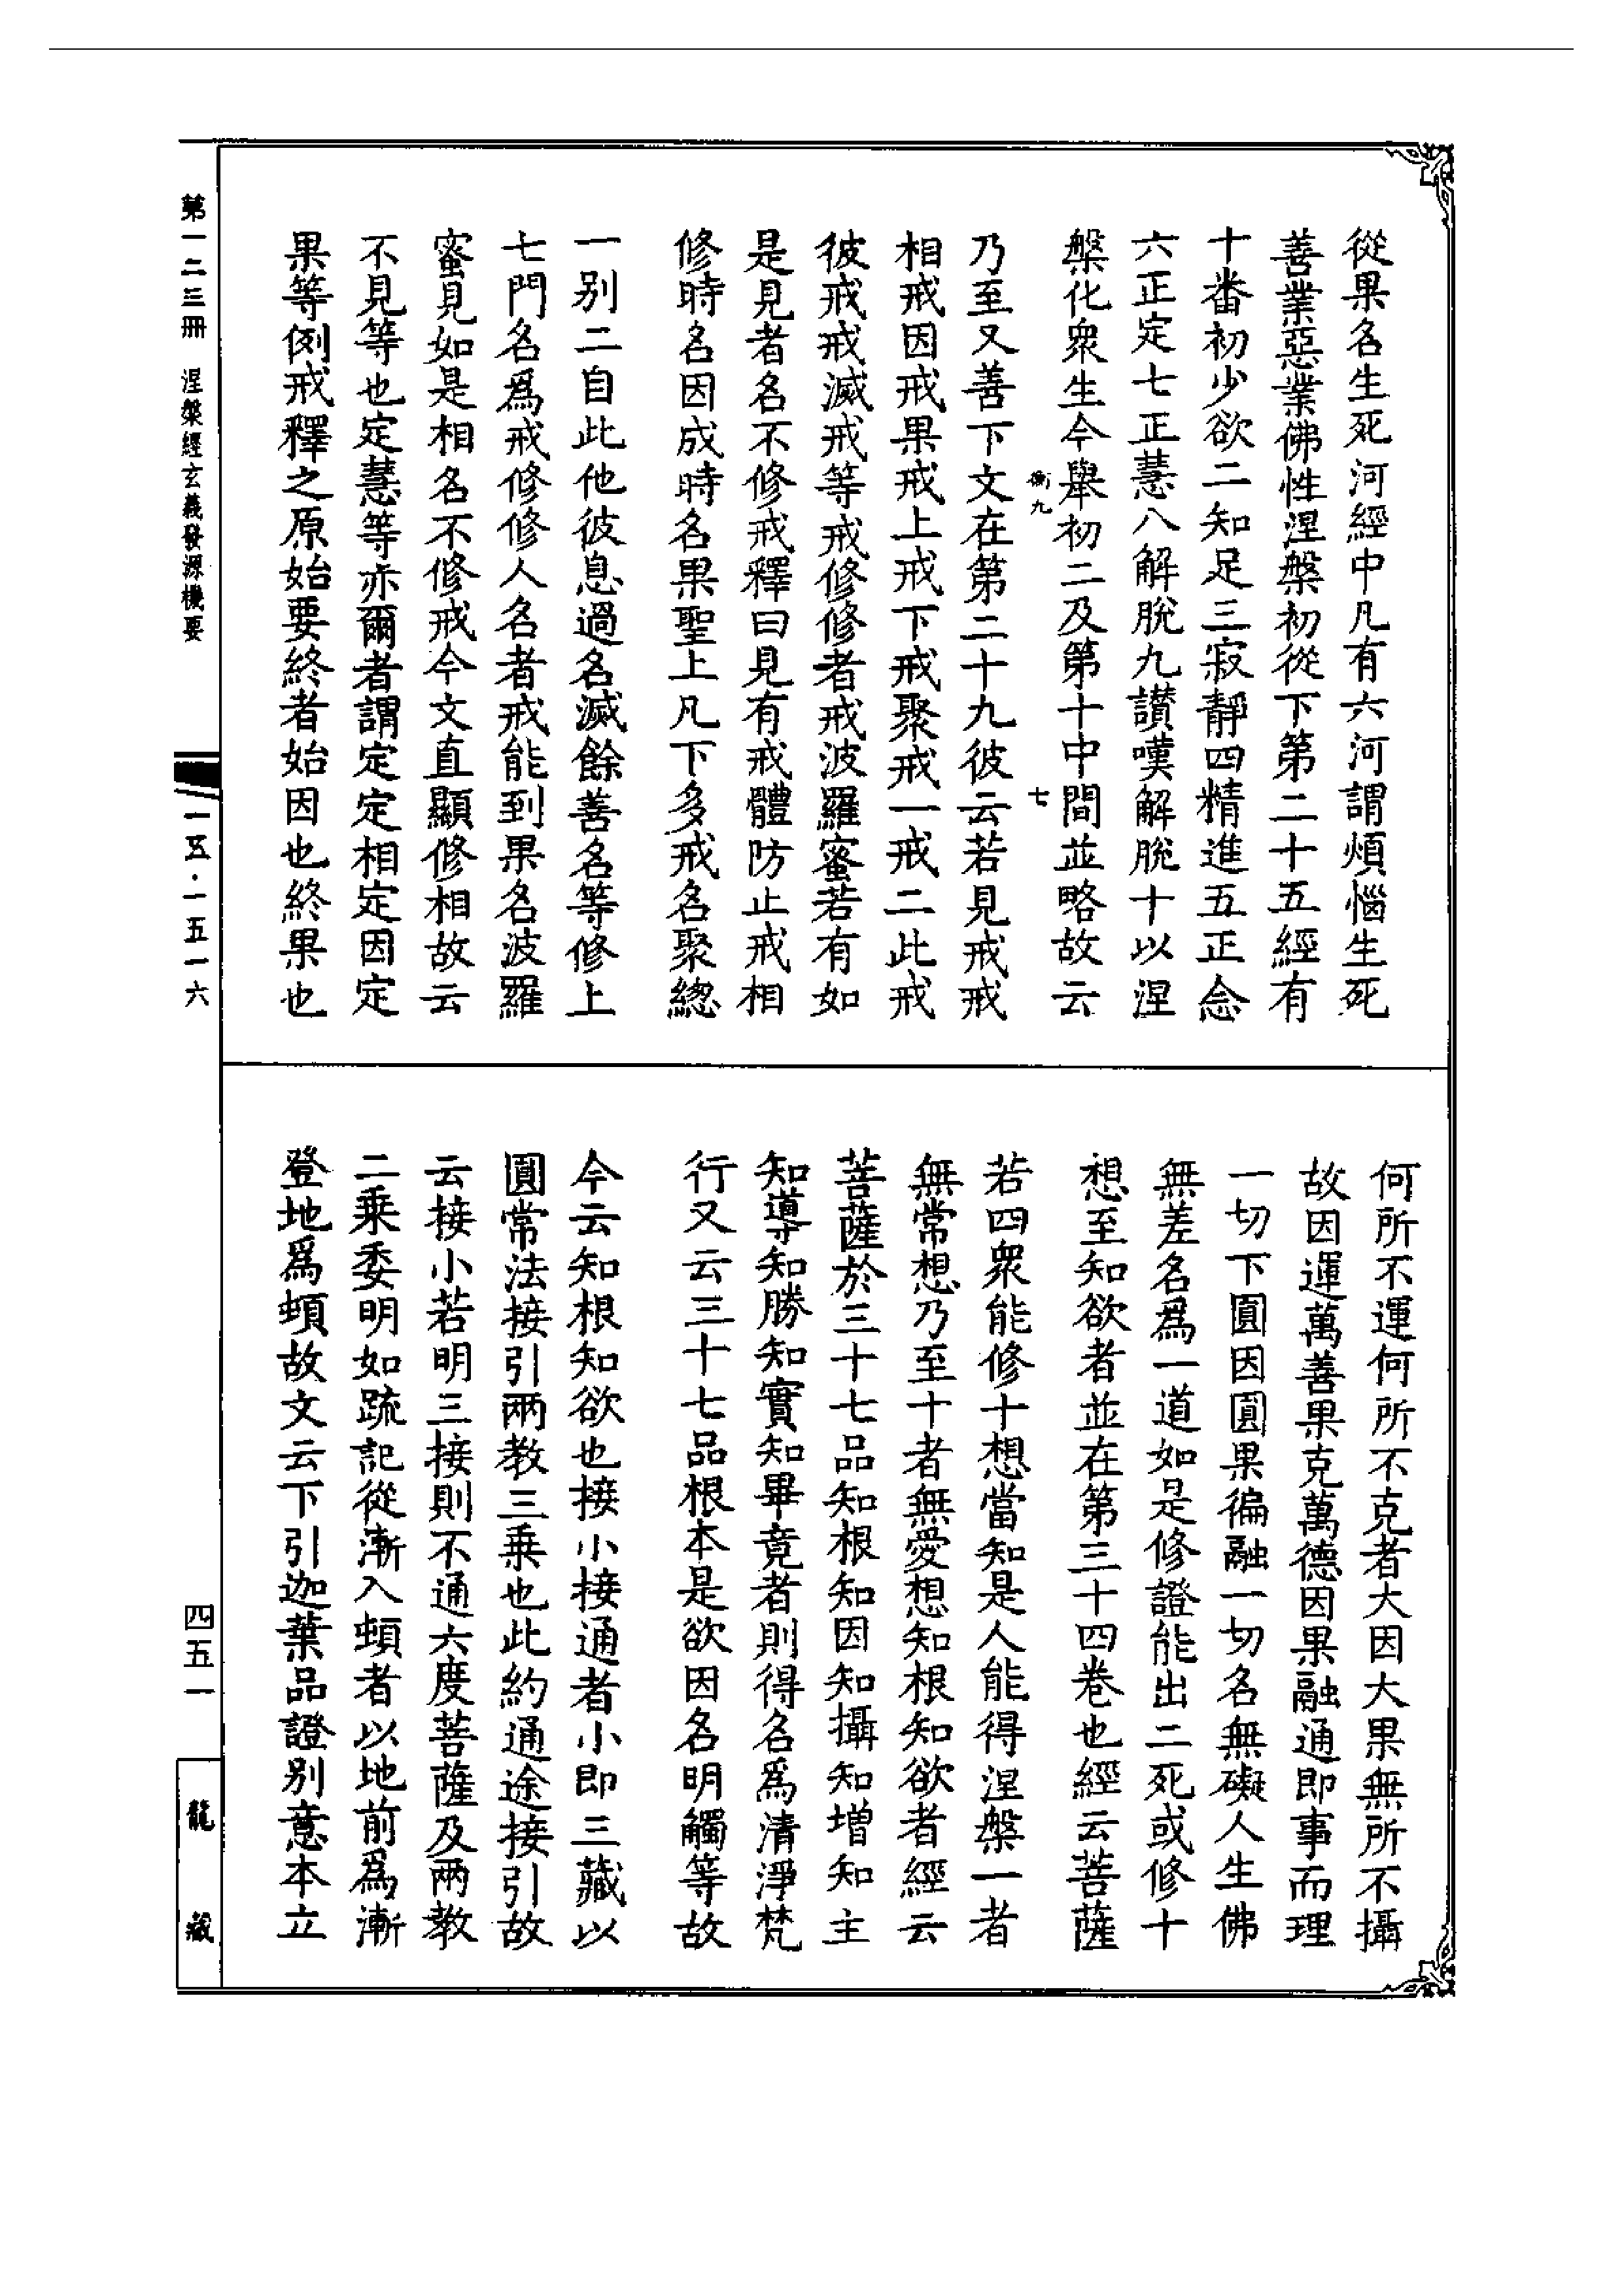 從果名生死河經中凡有六河謂煩惱生死
善業惡業佛性涅槃初從下第二十五經有
十番初少欲二知足三寂靜四精進五正念
六正定七正慧八解脫九讃嘆解脫十以涅
槃化衆生今舉初二及第十中間並略故云
衝九
七
乃至又善下文在第二十九彼云若見戒戒
相戒因戒果戒上戒下戒聚戒一戒二此戒
彼戒戒滅戒等戒修修者戒波羅蜜若有如
是見者名不修戒釋曰見有戒體防止戒相
修時名因成時名果聖上凡下多戒名聚總
一别二自此他彼息過名滅餘善名等修上
七門名爲戒修修人名者戒能到果名波羅
蜜見如是相名不修戒今文直顯修相故云
不見等也定慧等亦爾者謂定定相定因定
果等例戒釋之原始要終者始因也終果也
何所不運何所不克者大因大果無所不攝
故因運萬善果克萬德因果融通即事而理
一切下圓因圓果徧融一切名無礙人生佛
無差名爲一道如是修證能出二死或修十
想至知欲者並在第三十四巻也經云菩薩
若四衆能修十想當知是人能得涅槃一者
無常想乃至十者無愛想知根知欲者經云
菩薩於三十七品知根知因知攝知增知主
知導知勝知實知畢竟者則得名爲清淨梵
行又云三十七品根本是欲因名明觸等故
今云知根知欲也接小接通者小即三藏以
圓常法接引兩教三乗也此約通途接引故
云接小若明三接則不通六度菩薩及兩教
二乗委明如疏記從漸入頓者以地前爲漸
登地爲頓故文云下引迦葉品證别意本立
第一二三冊　涅槃經玄義發源機要
一五·一五一六
四五一
龍藏